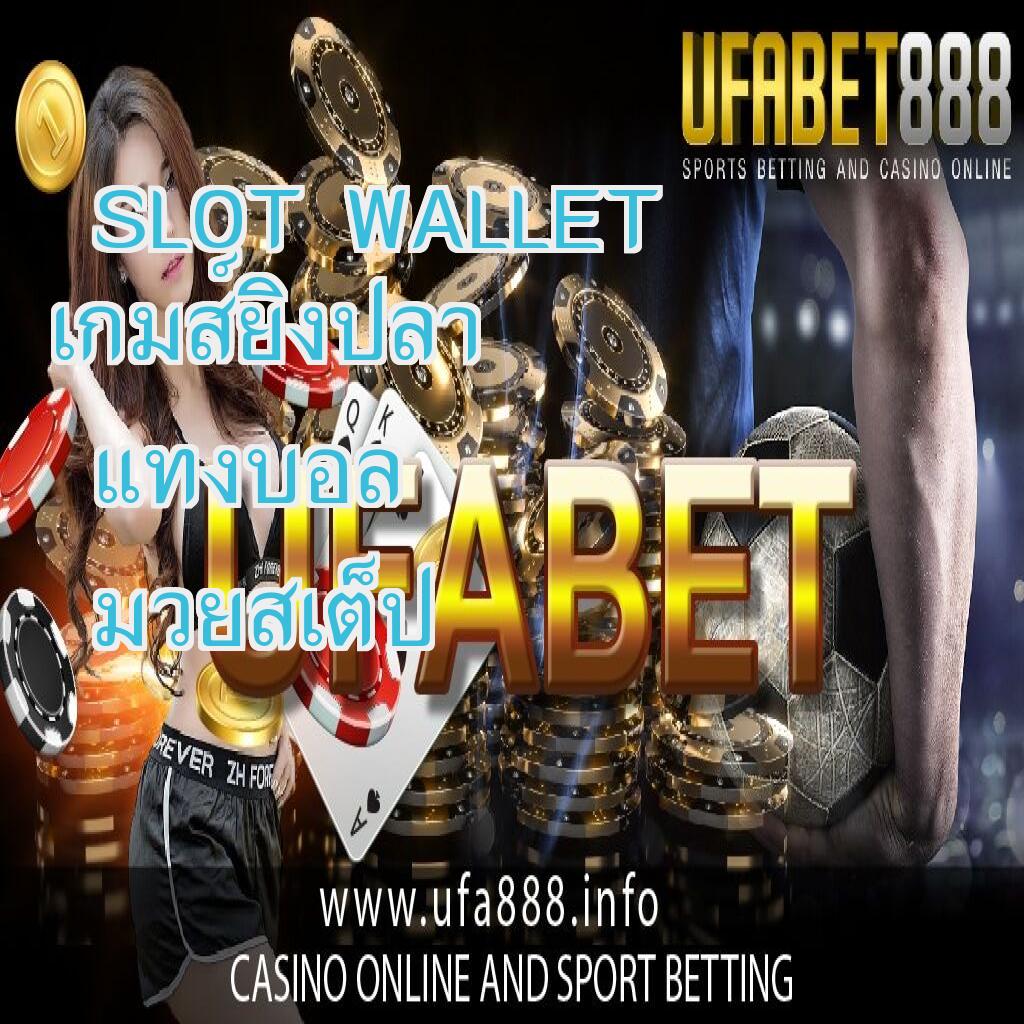 UFABET888
SPORTS BETTING AND CASINO ONLINE
SLOT WALLET
เกมส์ยิงปลา
แทงบอล
UFABET
มวยสเต็ป
Q K
A
www.ufa888.info
CASINO ONLINE AND SPORT BETTING